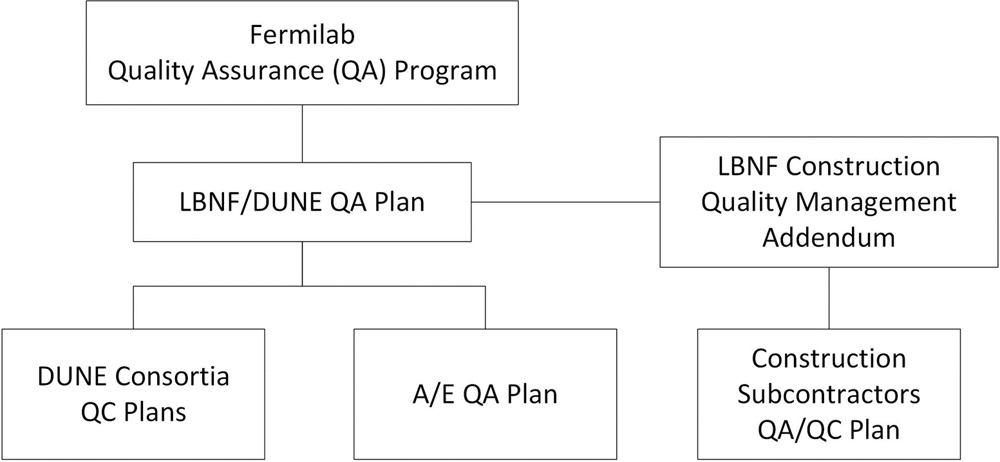 Fermilab
Quality Assurance (QA) Program
LBNF/DUNE QA Plan
LBNF Construction
Quality Management
Addendum
DUNE Consortia
QC Plans
A/E QA Plan
Construction
Subcontractors
QA/QC Plan